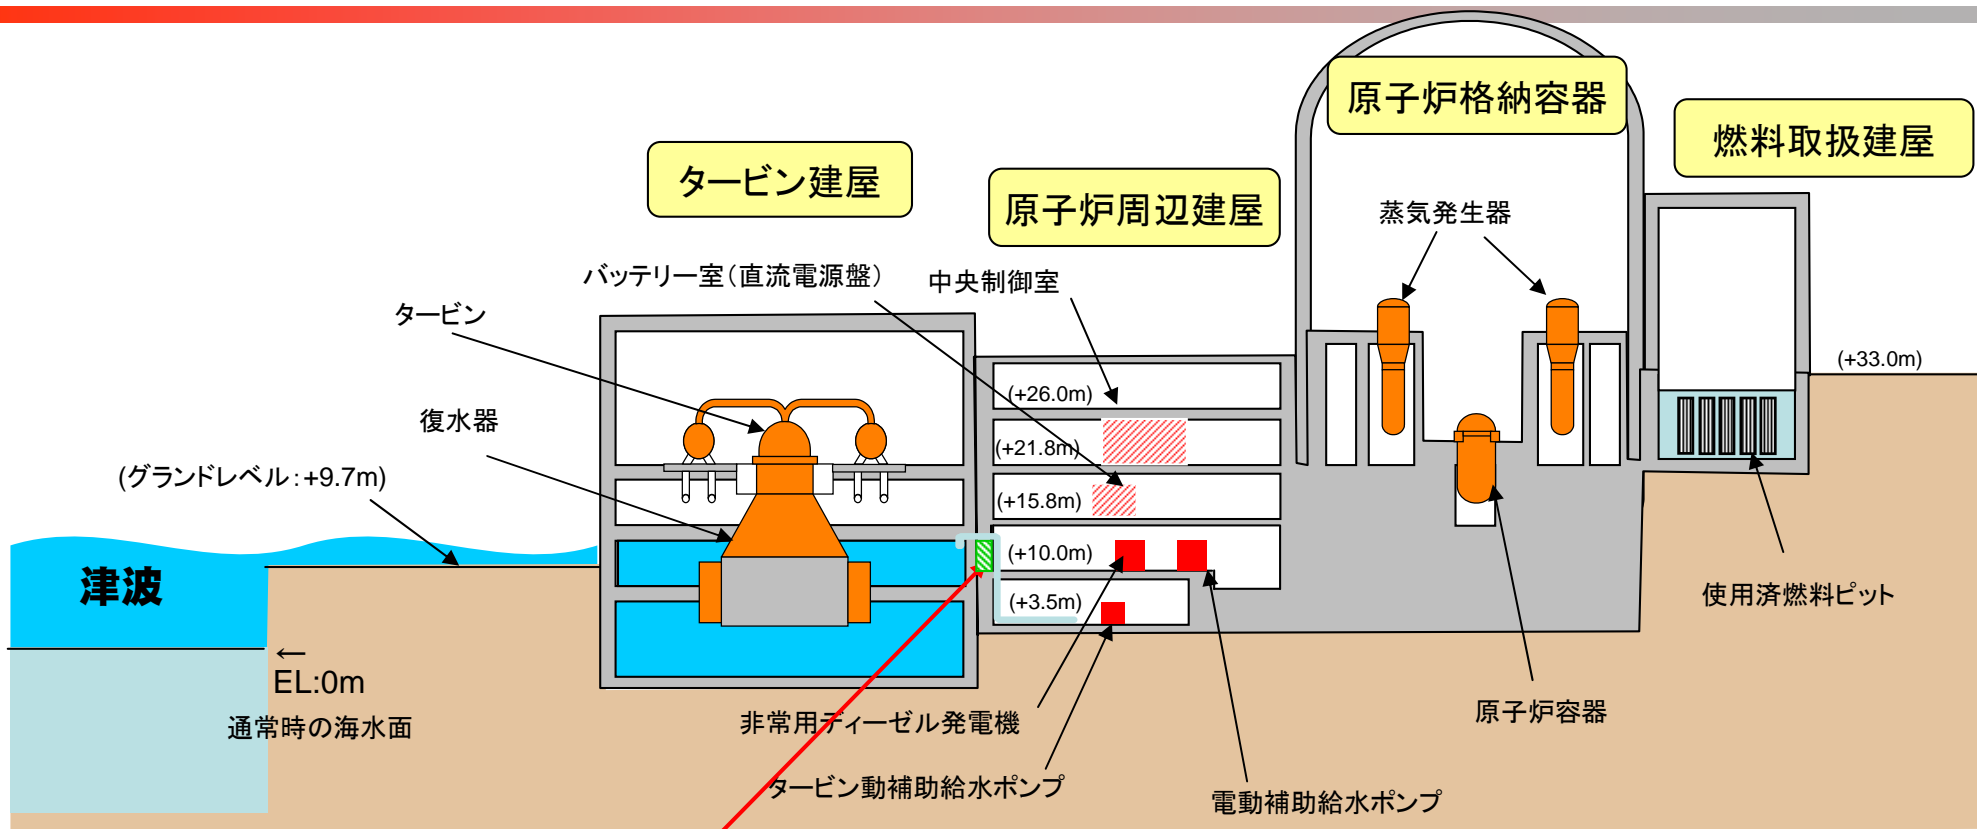 原子炉格納容器
燃料取扱建屋
タービン建屋
原子炉周辺建屋
蒸気発生器
バッテリー室(直流電源盤)
中央制御室
タービン
(+33.0m)
(+26.0m)
復水器
(+21.8m)
(グランドレベル:+9.7m)
(+15.8m)
(+10.0m)
津波
(+3.5m)
使用済燃料ピット
←
EL:0m
通常時の海水面
非常用ディーゼル発電機
原子炉容器
タービン動補助給水ポンプ
電動補助給水ポンプ